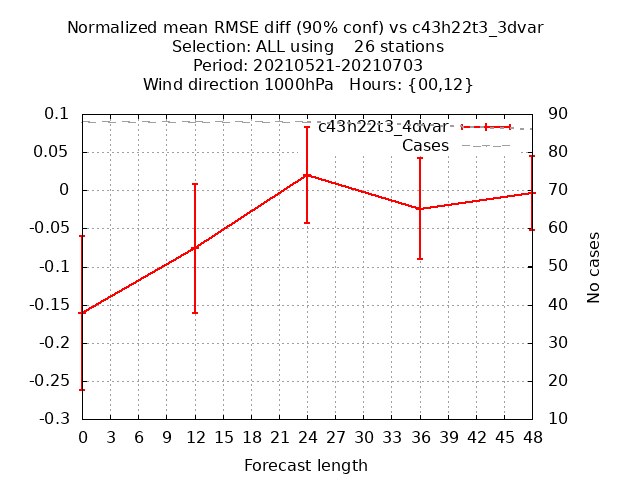 Normalized mean RMSE diff (90% conf) vs c43h22t3_3dvar
Selection: ALL using    26 stations
Period: 20210521-20210703
Wind direction 1000hPa   Hours: {00,12}
0.1
0.05
0
-0.05
-0.1
-0.15
-0.2
-0.25
-0.3
c43h22t3_4dvar
Cases
90
80
70
60
50
40
30
20
10
No cases
0 3 6 9 12 15 18 21 24 27 30 33 36 39 42 45 48
Forecast length